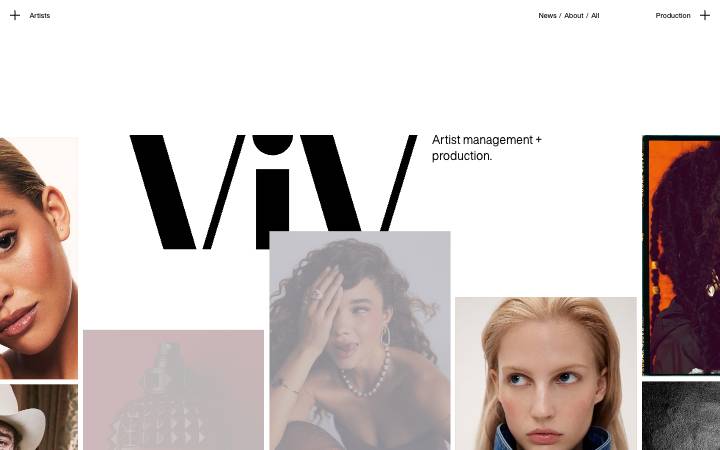 Artists
News / About / All
Production
ViV
Artist management +
production.